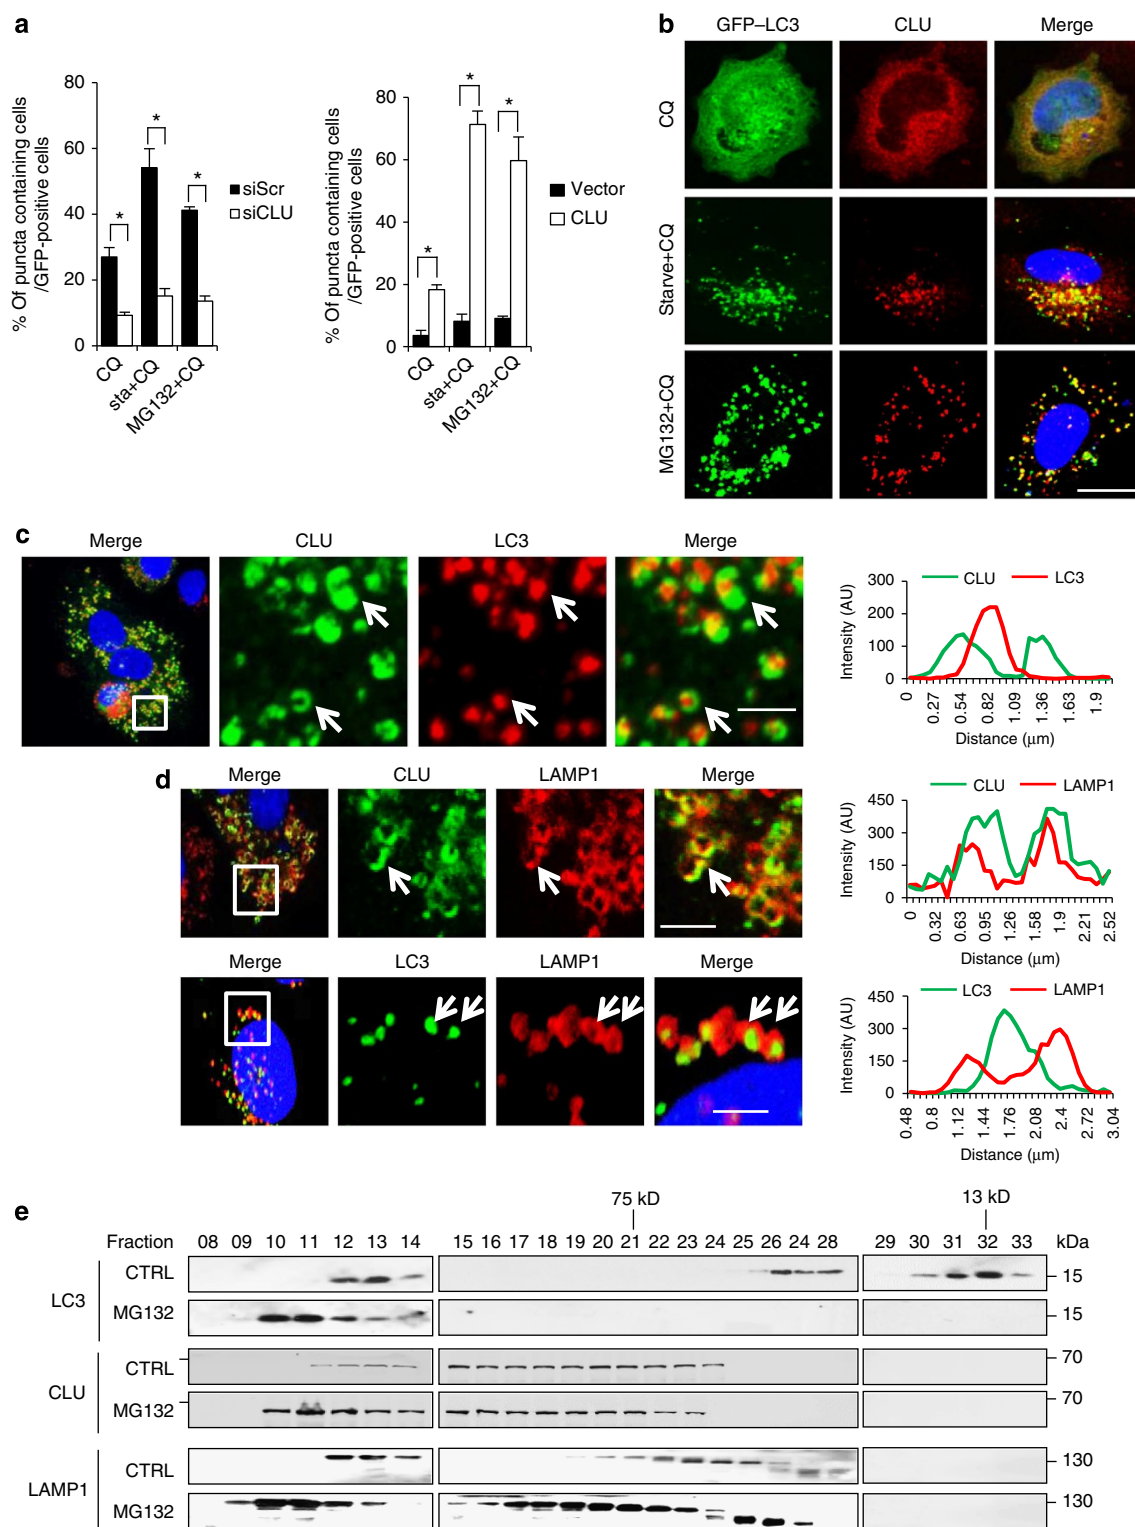 a
% Of puncta containing cells
/GFP-positive cells
80
60
40
20
0
CQ
sta+CQ
MG132+CQ
siScr
siCLU
*
*
*
% Of puncta containing cells
/GFP-positive cells
80
60
40
20
0
CQ
sta+CQ
MG132+CQ
Vector
CLU
*
*
*
b
GFP–LC3 CLU Merge
CQ
Starve+CQ
MG132+CQ
c
Merge CLU LC3 Merge
CLU LC3
Intensity (AU)
300
200
100
0
0 0.27 0.54 0.82 1.09 1.36 1.63 1.9
Distance (μm)
d
Merge CLU LAMP1 Merge
CLU LAMP1
Intensity (AU)
450
300
150
0
0 0.32 0.63 0.95 1.26 1.58 1.9 2.21 2.52
Distance (μm)
Merge LC3 LAMP1 Merge
LC3 LAMP1
Intensity (AU)
450
300
150
0
0.48 0.8 1.12 1.44 1.76 2.08 2.4 2.72 3.04
Distance (μm)
e
75 kD 13 kD
Fraction 08 09 10 11 12 13 14 15 16 17 18 19 20 21 22 23 24 25 26 24 28 29 30 31 32 33 kDa
LC3
CTRL 15
MG132 15
CLU
CTRL 70
MG132 70
LAMP1
CTRL 130
MG132 130